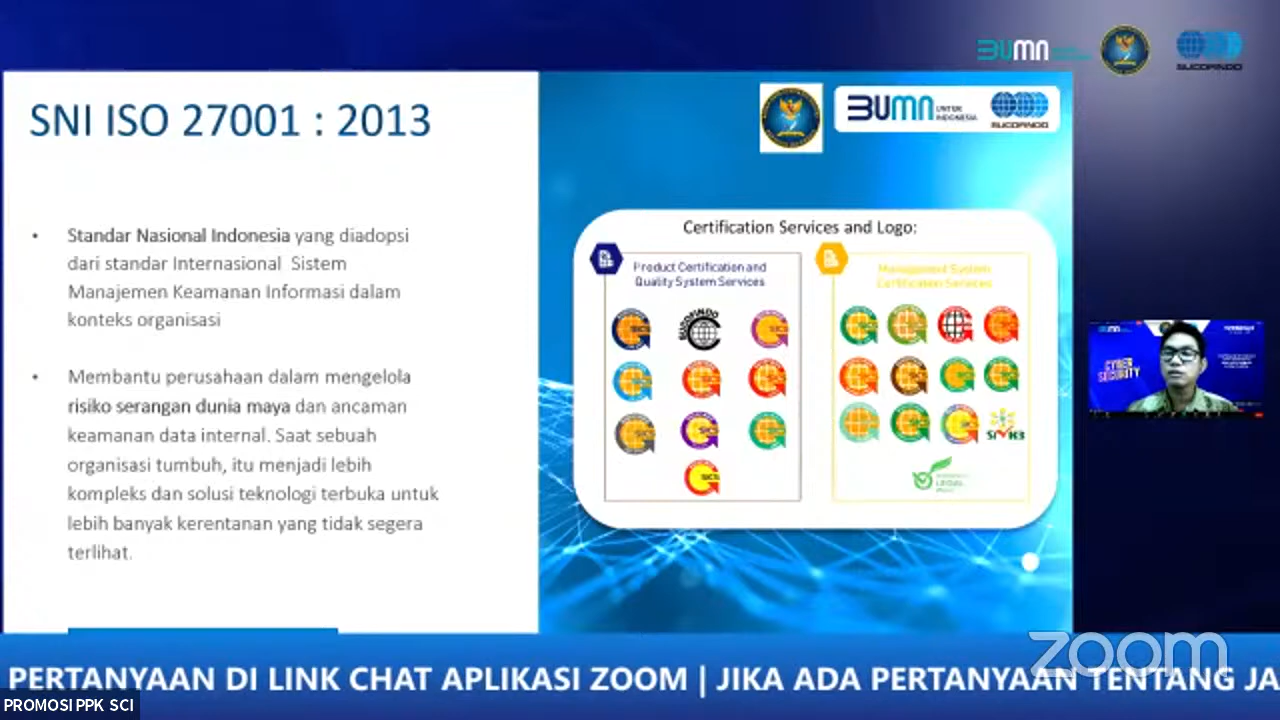 BUMN
SUCOFINDO
SNI ISO 27001 : 2013
BUMN
UNTUK
INDONESIA
SUCOFINDO
• Standar Nasional Indonesia yang diadopsi
dari standar Internasional Sistem
Manajemen Keamanan Informasi dalam
konteks organisasi
• Membantu perusahaan dalam mengelola
risiko serangan dunia maya dan ancaman
keamanan data internal. Saat sebuah
organisasi tumbuh, itu menjadi lebih
kompleks dan solusi teknologi terbuka untuk
lebih banyak kerentanan yang tidak segera
terlihat.
Certification Services and Logo:
Product Certification and
Quality System Services
Management System
Certification Services
SUCOFINDO
SMK3
LEGAL
CYBER
SECURITY
zoom
PERTANYAAN DI LINK CHAT APLIKASI ZOOM | JIKA ADA PERTANYAAN TENTANG JA
PROMOSI PPK SCI